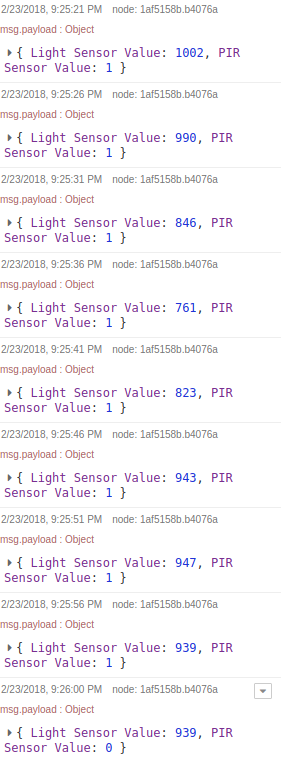 2/23/2018, 9:25:21 PM node: 1af5158b.b4076a
msg.payload : Object
{ Light Sensor Value: 1002, PIR
Sensor Value: 1 }
2/23/2018, 9:25:26 PM node: 1af5158b.b4076a
msg.payload : Object
{ Light Sensor Value: 990, PIR
Sensor Value: 1 }
2/23/2018, 9:25:31 PM node: 1af5158b.b4076a
msg.payload : Object
{ Light Sensor Value: 846, PIR
Sensor Value: 1 }
2/23/2018, 9:25:36 PM node: 1af5158b.b4076a
msg.payload : Object
{ Light Sensor Value: 761, PIR
Sensor Value: 1 }
2/23/2018, 9:25:41 PM node: 1af5158b.b4076a
msg.payload : Object
{ Light Sensor Value: 823, PIR
Sensor Value: 1 }
2/23/2018, 9:25:46 PM node: 1af5158b.b4076a
msg.payload : Object
{ Light Sensor Value: 943, PIR
Sensor Value: 1 }
2/23/2018, 9:25:51 PM node: 1af5158b.b4076a
msg.payload : Object
{ Light Sensor Value: 947, PIR
Sensor Value: 1 }
2/23/2018, 9:25:56 PM node: 1af5158b.b4076a
msg.payload : Object
{ Light Sensor Value: 939, PIR
Sensor Value: 1 }
2/23/2018, 9:26:00 PM node: 1af5158b.b4076a
msg.payload : Object
{ Light Sensor Value: 939, PIR
Sensor Value: 0 }